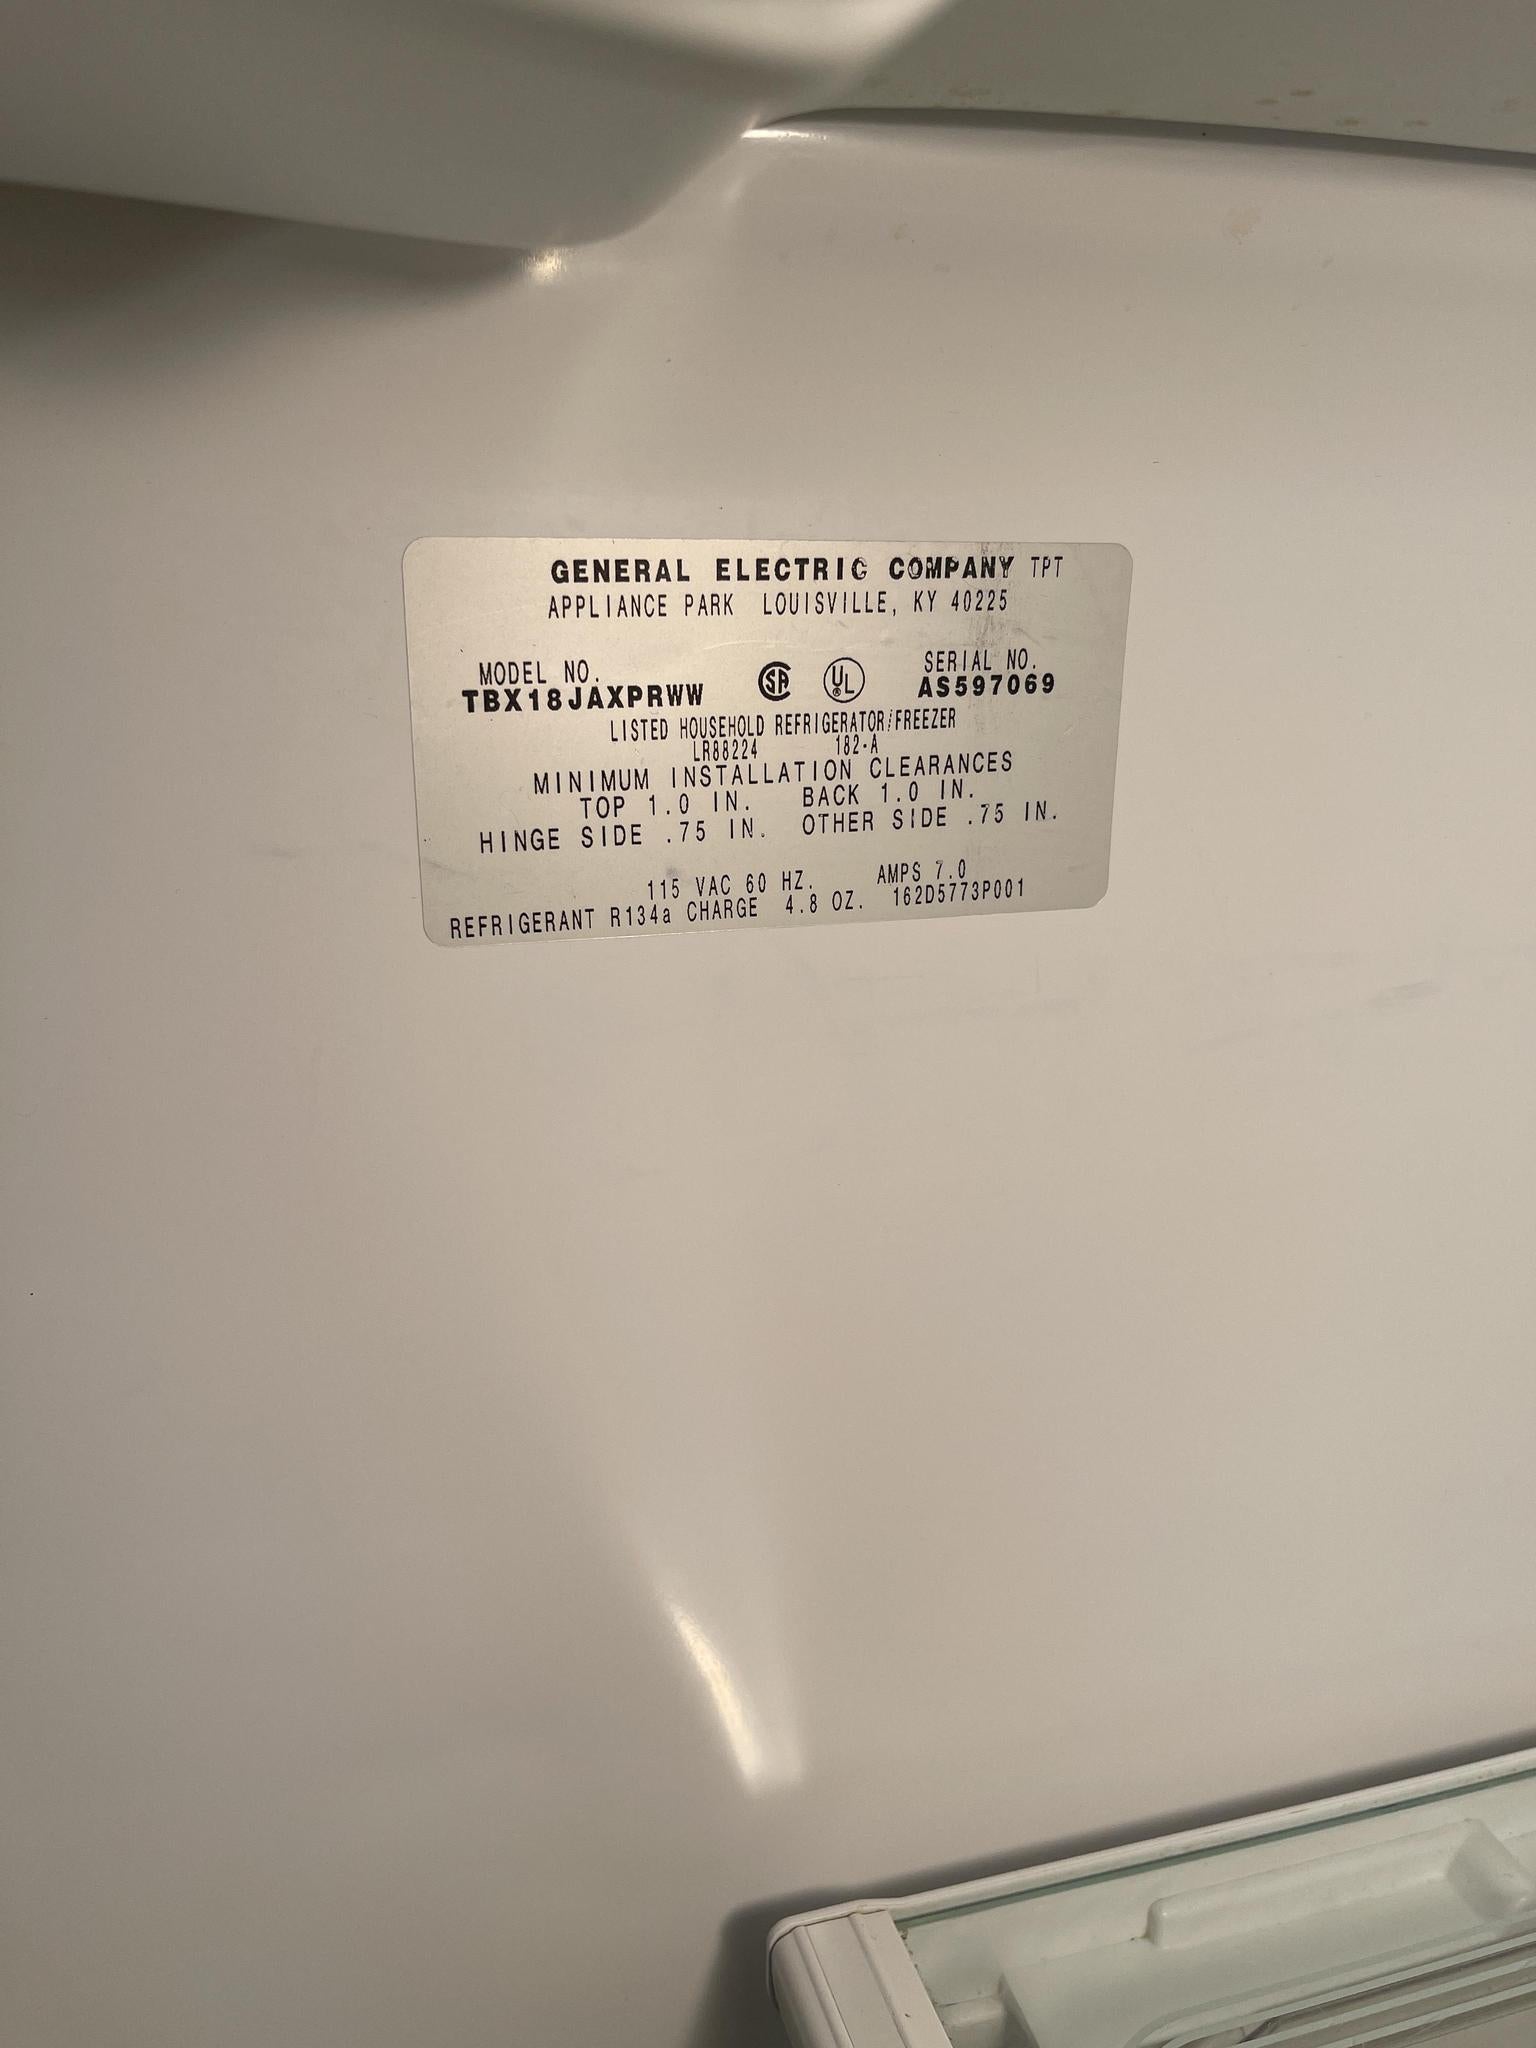 GENERAL ELECTRIC COMPANY TPT
APPLIANCE PARK LOUISVILLE, KY 40225
MODEL NO. SA UL SERIAL NO.
TBX18JAXPRWW AS597069
LISTED HOUSEHOLD REFRIGERATOR/FREEZER
LR88224 182-A
MINIMUM INSTALLATION CLEARANCES
TOP 1.0 IN. BACK 1.0 IN.
HINGE SIDE .75 IN. OTHER SIDE .75 IN.
115 VAC 60 HZ. AMPS 7.0
REFRIGERANT R134a CHARGE 4.8 OZ. 162D5773P001